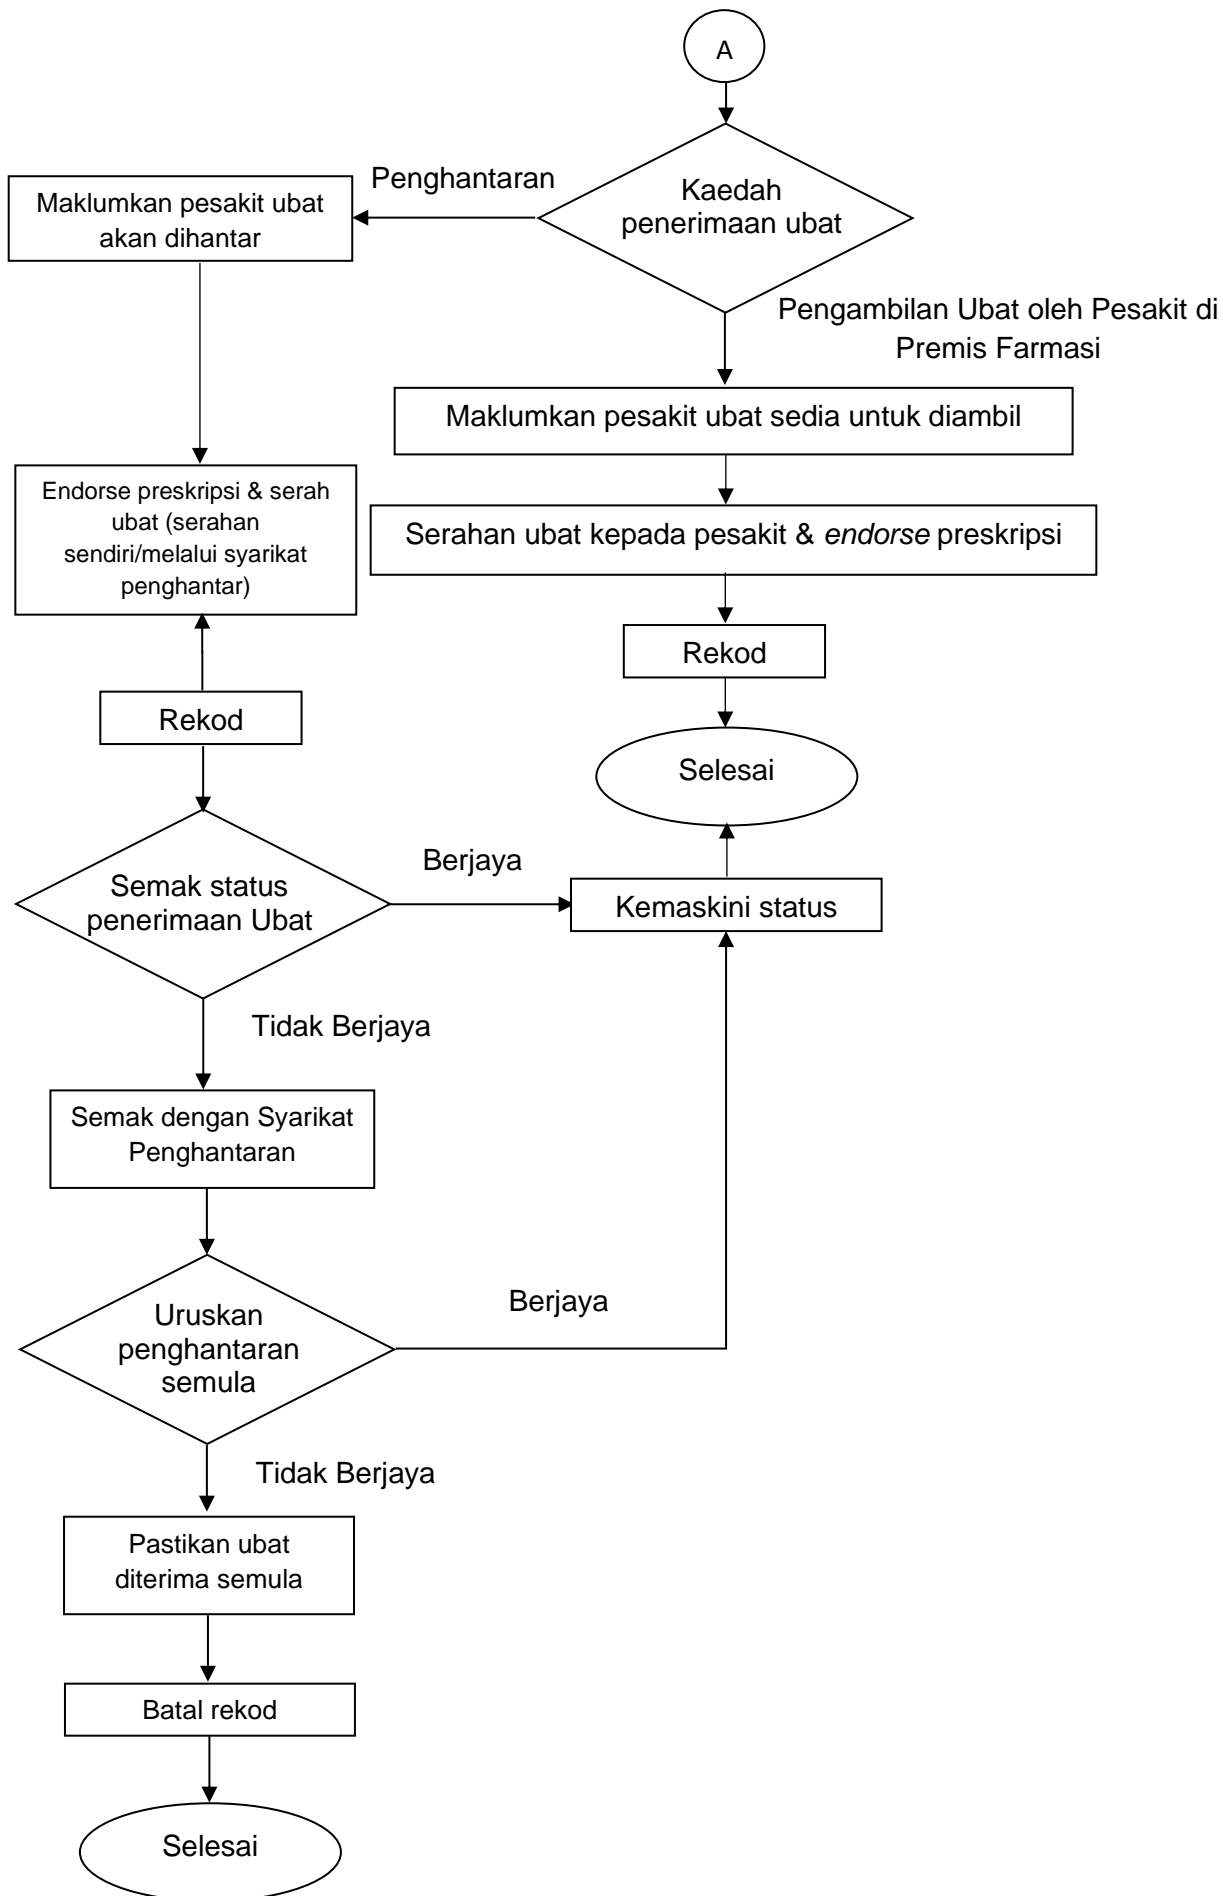 A
Penghantaran
Kaedah
penerimaan ubat
Maklumkan pesakit ubat
akan dihantar
Pengambilan Ubat oleh Pesakit di
Premis Farmasi
Maklumkan pesakit ubat sedia untuk diambil
Endorse preskripsi & serah
ubat (serahan
sendiri/melalui syarikat
penghantar)
Serahan ubat kepada pesakit & endorse preskripsi
Rekod
Rekod
Selesai
Semak status
penerimaan Ubat
Berjaya
Kemaskini status
Tidak Berjaya
Semak dengan Syarikat
Penghantaran
Uruskan
penghantaran
semula
Berjaya
Tidak Berjaya
Pastikan ubat
diterima semula
Batal rekod
Selesai